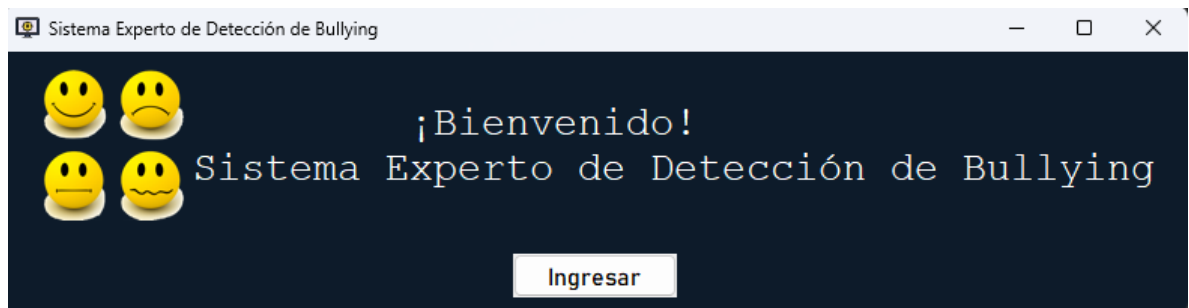 Sistema Experto de Detección de Bullying
¡Bienvenido!
Sistema Experto de Detección de Bullying
Ingresar